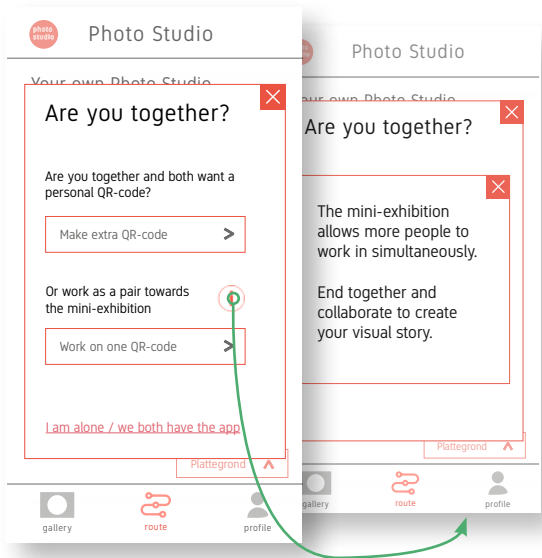 photo
studio
Photo Studio
Your own Photo Studio
Are you together?
Are you together and both want a
personal QR-code?
Make extra QR-code
Or work as a pair towards
the mini-exhibition
Work on one QR-code
I am alone / we both have the app
Plattegrond
gallery
route
profile
Photo Studio
our own Photo Studio
Are you together?
The mini-exhibition
allows more people to
work in simultaneously.
End together and
collaborate to create
your visual story.
Plattegrond
gallery
route
profile